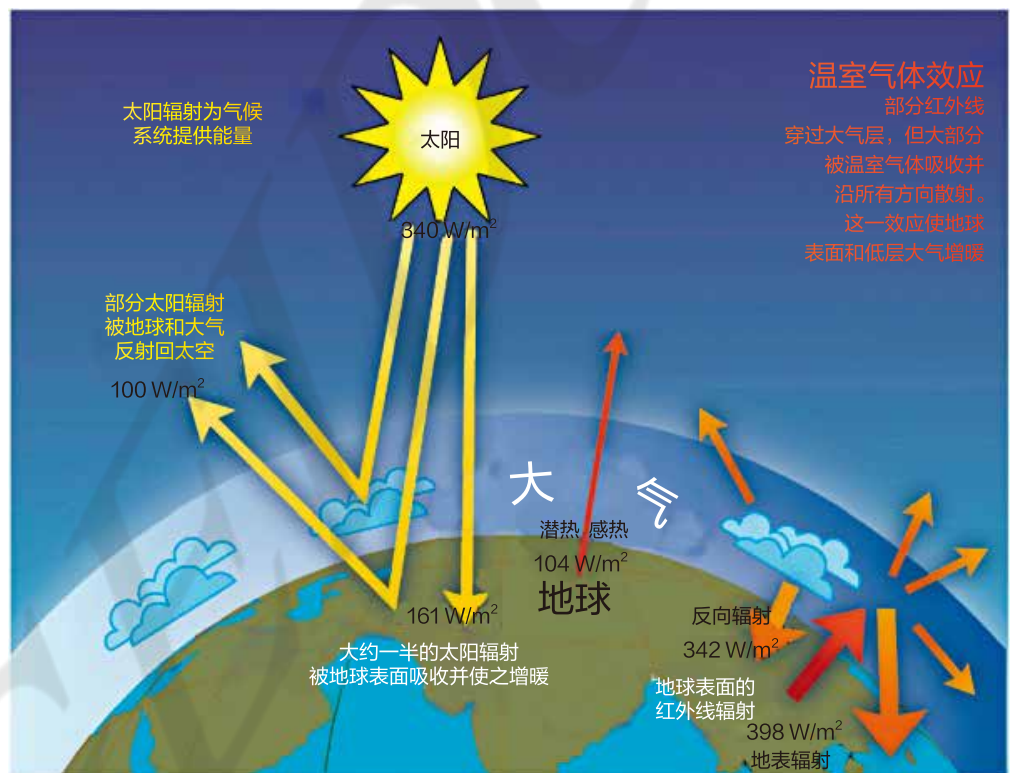 太阳辐射为气候
系统提供能量
太阳
340 W/m²
温室气体效应
部分红外线
穿过大气层，但大部分
被温室气体吸收并
沿所有方向散射。
这一效应使地球
表面和低层大气增暖
部分太阳辐射
被地球和大气
反射回太空
100 W/m²
大气
潜热 感热
104 W/m²
地球
161 W/m²
大约一半的太阳辐射
被地球表面吸收并使之增暖
反向辐射
342 W/m²
地球表面的
红外线辐射
398 W/m²
地表辐射